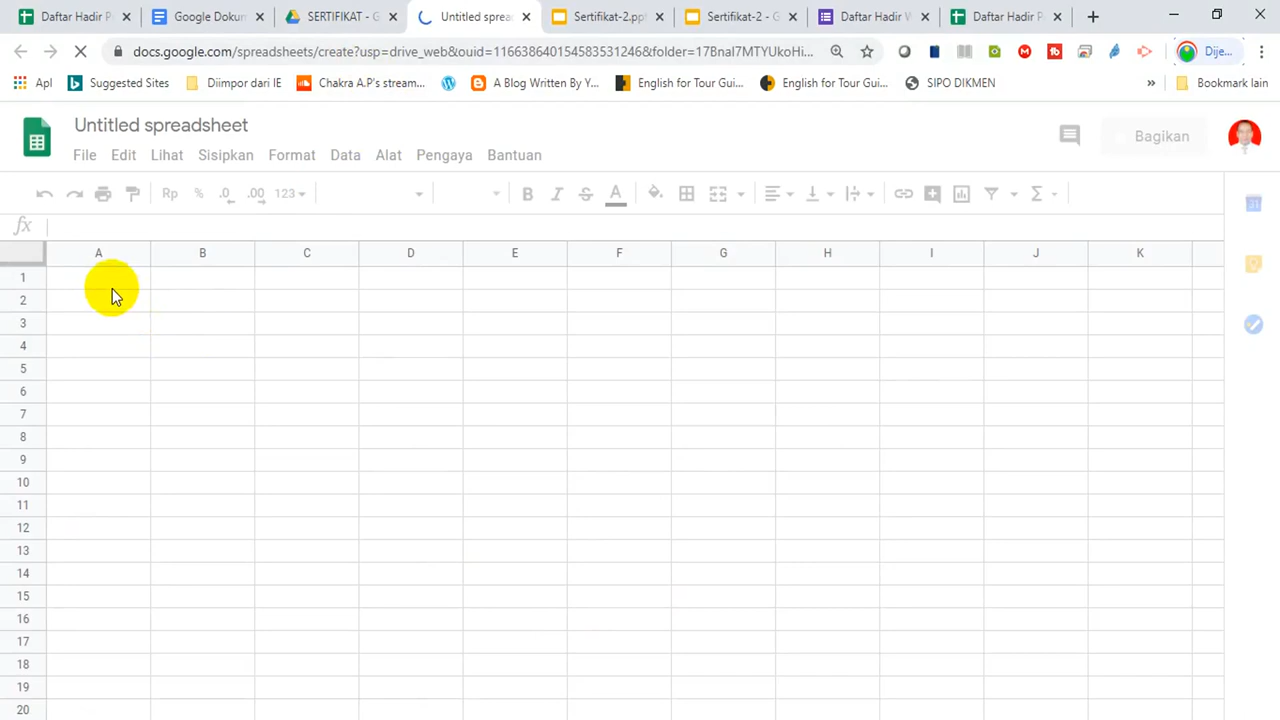 Daftar Hadir P
Google Dokum
SERTIFIKAT - G
Untitled sprea
Sertifikat-2.ppt
Sertifikat-2 - G
Daftar Hadir W
Daftar Hadir P
docs.google.com/spreadsheets/create?usp=drive_web&ouid=116638640154583531246&folder=178nal7MTYUkoHi...
Dije...
Apl
Suggested Sites
Diimpor dari IE
Chakra A.P's stream...
A Blog Written By Y...
English for Tour Gui...
English for Tour Gui...
SIPO DIKMEN
»
Bookmark lain
Untitled spreadsheet
Bagikan
File Edit Lihat Sisipkan Format Data Alat Pengaya Bantuan
Rp % .0 .00 123 B I S A Σ
fx
A B C D E F G H I J K
1
2
3
4
5
6
7
8
9
10
11
12
13
14
15
16
17
18
19
20